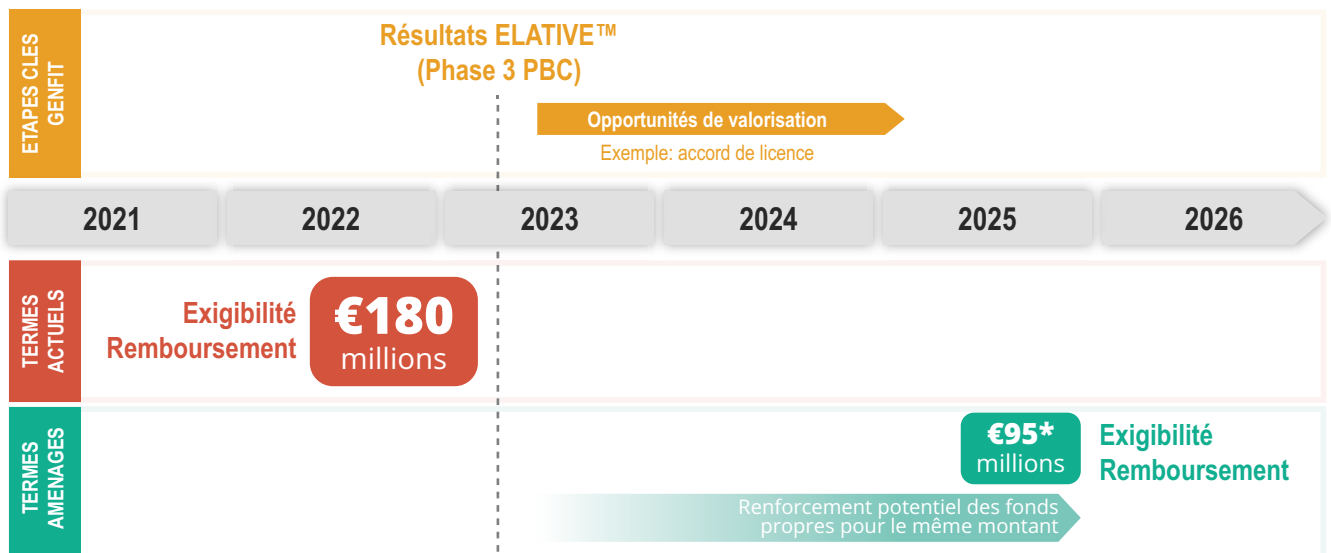 ETAPES CLES
GENFIT
Résultats ELATIVE™
(Phase 3 PBC)
Opportunités de valorisation
Exemple: accord de licence
2021
2022
2023
2024
2025
2026
TERMES
ACTUELS
Exigibilité
Remboursement
€180
millions
TERMES
AMENAGES
€95*
millions
Exigibilité
Remboursement
Renforcement potentiel des fonds
propres pour le même montant